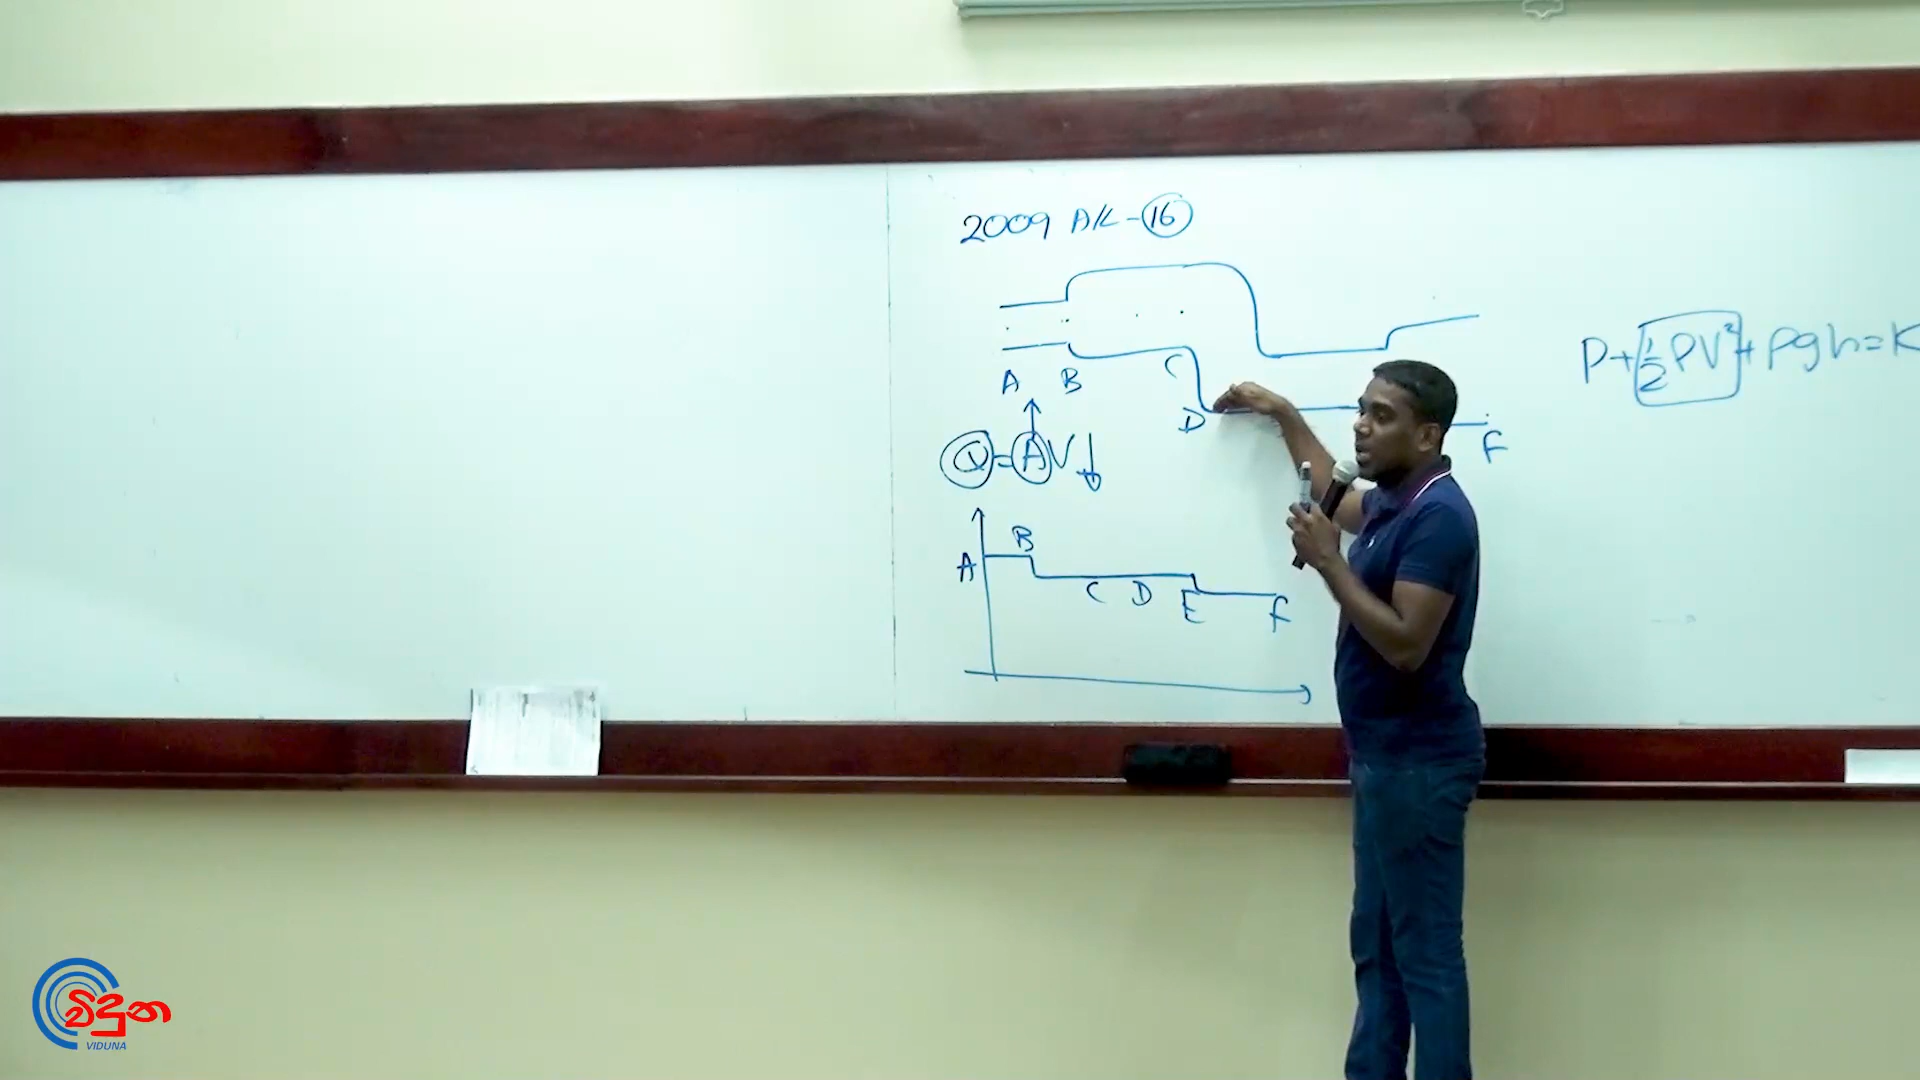 2009 A/L - 16
A B C
D F
Q = A V
P + 1/2 ρV² + ρgh = K
A B
C D E F
විදුන
VIDUNA